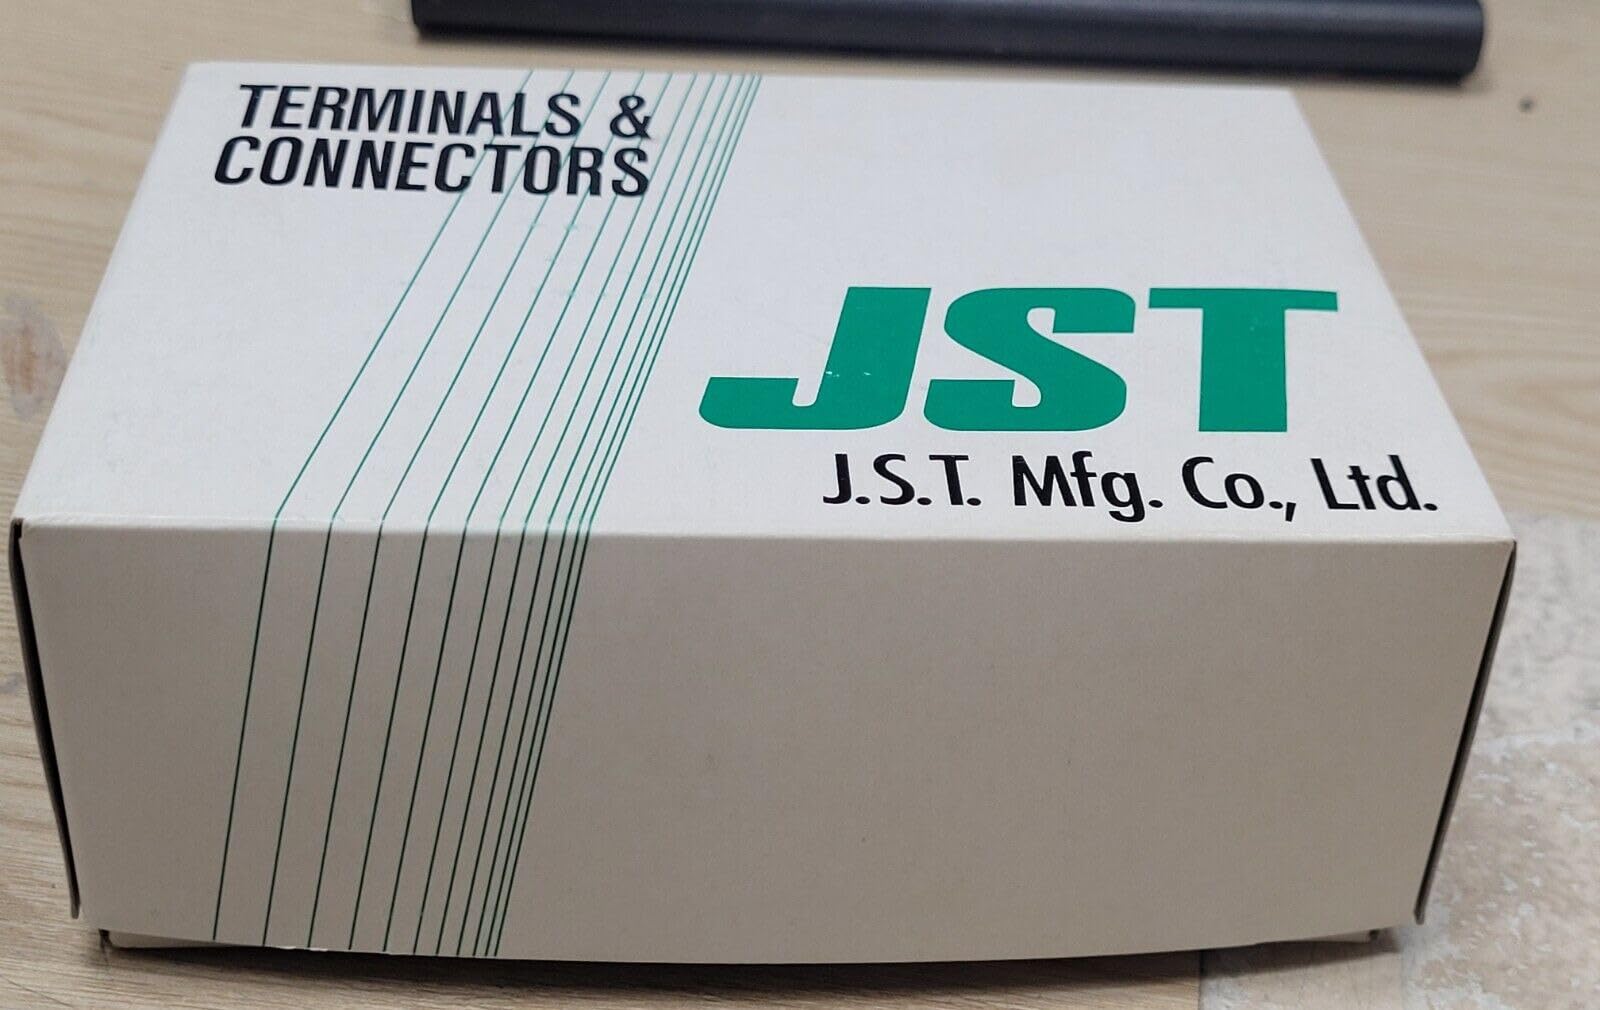 TERMINALS &
CONNECTORS
JST
J.S.T. Mfg. Co., Ltd.